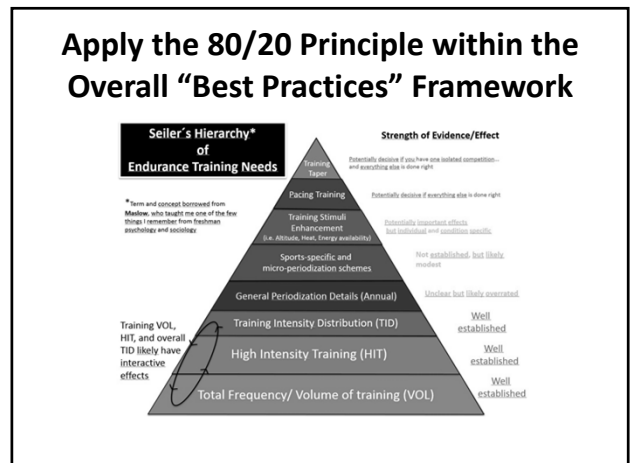 Apply the 80/20 Principle within the
Overall “Best Practices” Framework
Seiler´s Hierarchy*
of
Endurance Training Needs
*Term and concept borrowed from
Maslow, who taught me one of the few
things I remember from freshman
psychology and sociology
Strength of Evidence/Effect
Training
Taper
Potentially decisive if you have one isolated competition...
and everything else is done right
Pacing Training
Potentially decisive if everything else is done right
Training Stimuli
Enhancement
(i.e. Altitude, Heat, Energy availability)
Potentially important effects
but individual and condition specific
Sports-specific and
micro-periodization schemes
Not established, but likely
modest
General Periodization Details (Annual)
Unclear but likely overrated
Training Intensity Distribution (TID)
Well
established
High Intensity Training (HIT)
Well
established
Total Frequency/ Volume of training (VOL)
Well
established
Training VOL,
HIT, and overall
TID likely have
interactive
effects